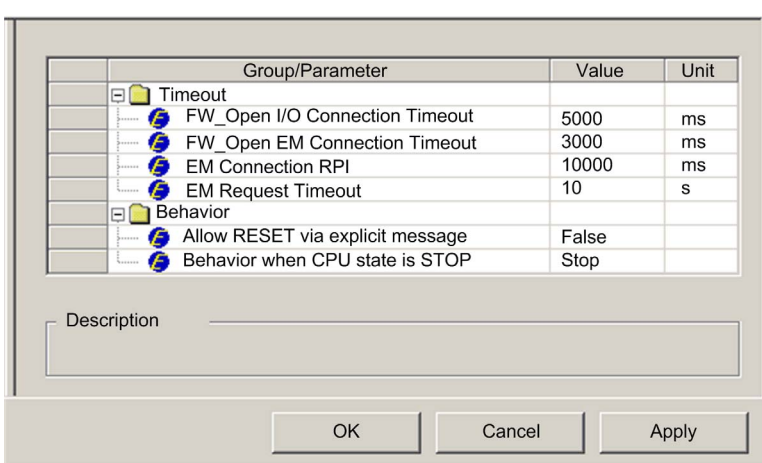 Group/Parameter Value Unit
Timeout
FW_Open I/O Connection Timeout 5000 ms
FW_Open EM Connection Timeout 3000 ms
EM Connection RPI 10000 ms
EM Request Timeout 10 s
Behavior
Allow RESET via explicit message False
Behavior when CPU state is STOP Stop
Description
OK Cancel Apply